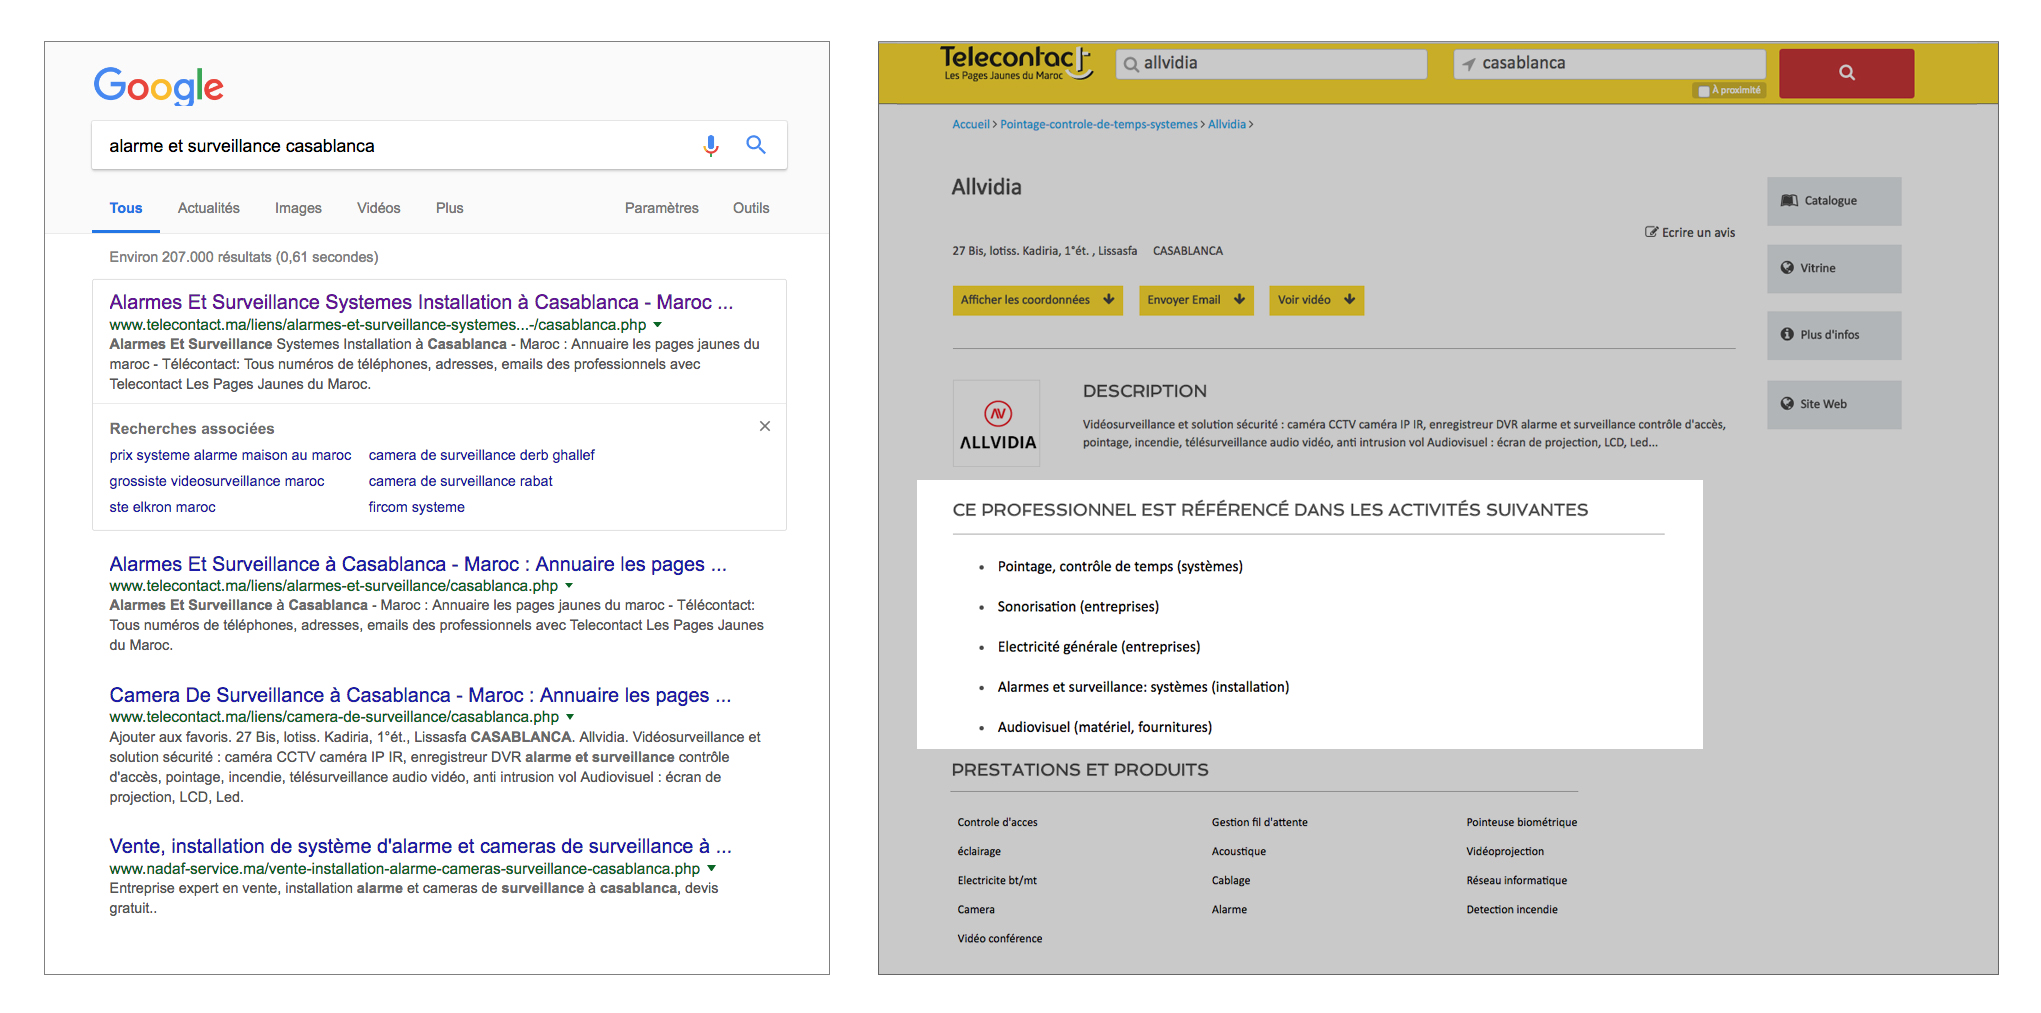 Google
alarme et surveillance casablanca
Tous Actualités Images Vidéos Plus Paramètres Outils
Environ 207.000 résultats (0,61 secondes)
Alarmes Et Surveillance Systemes Installation à Casablanca - Maroc ...
www.telecontact.ma/liens/alarmes-et-surveillance-systemes...-/casablanca.php
Alarmes Et Surveillance Systemes Installation à Casablanca - Maroc : Annuaire les pages jaunes du
maroc - Télécontact: Tous numéros de téléphones, adresses, emails des professionnels avec
Telecontact Les Pages Jaunes du Maroc.
Recherches associées
prix systeme alarme maison au maroc camera de surveillance derb ghallef
grossiste videosurveillance maroc camera de surveillance rabat
ste elkron maroc fircom systeme
Alarmes Et Surveillance à Casablanca - Maroc : Annuaire les pages ...
www.telecontact.ma/liens/alarmes-et-surveillance/casablanca.php
Alarmes Et Surveillance à Casablanca - Maroc : Annuaire les pages jaunes du maroc - Télécontact:
Tous numéros de téléphones, adresses, emails des professionnels avec Telecontact Les Pages Jaunes
du Maroc.
Camera De Surveillance à Casablanca - Maroc : Annuaire les pages ...
www.telecontact.ma/liens/camera-de-surveillance/casablanca.php
Ajouter aux favoris. 27 Bis, lotiss. Kadiria, 1°ét., Lissasfa CASABLANCA. Allvidia. Vidéosurveillance et
solution sécurité : caméra CCTV caméra IP IR, enregistreur DVR alarme et surveillance contrôle
d'accès, pointage, incendie, télésurveillance audio vidéo, anti intrusion vol Audiovisuel : écran de
projection, LCD, Led.
Vente, installation de système d'alarme et cameras de surveillance à ...
www.nadaf-service.ma/vente-installation-alarme-cameras-surveillance-casablanca.php
Entreprise expert en vente, installation alarme et cameras de surveillance à casablanca, devis
gratuit..
Telecontact
Les Pages Jaunes du Maroc
allvidia
casablanca
À proximité
Accueil > Pointage-controle-de-temps-systemes > Allvidia >
Allvidia
Ecrire un avis
27 Bis, lotiss. Kadiria, 1°ét. , Lissasfa CASABLANCA
Afficher les coordonnées Envoyer Email Voir vidéo
Catalogue
Vitrine
Plus d'infos
Site Web
AV
ALLVIDIA
DESCRIPTION
Vidéosurveillance et solution sécurité : caméra CCTV caméra IP IR, enregistreur DVR alarme et surveillance contrôle d'accès,
pointage, incendie, télésurveillance audio vidéo, anti intrusion vol Audiovisuel : écran de projection, LCD, Led...
CE PROFESSIONNEL EST RÉFÉRENCÉ DANS LES ACTIVITÉS SUIVANTES
• Pointage, contrôle de temps (systèmes)
• Sonorisation (entreprises)
• Electricité générale (entreprises)
• Alarmes et surveillance: systèmes (installation)
• Audiovisuel (matériel, fournitures)
PRESTATIONS ET PRODUITS
Controle d'acces Gestion fil d'attente Pointeuse biométrique
éclairage Acoustique Vidéoprojection
Electricite bt/mt Cablage Réseau informatique
Camera Alarme Detection incendie
Vidéo conférence